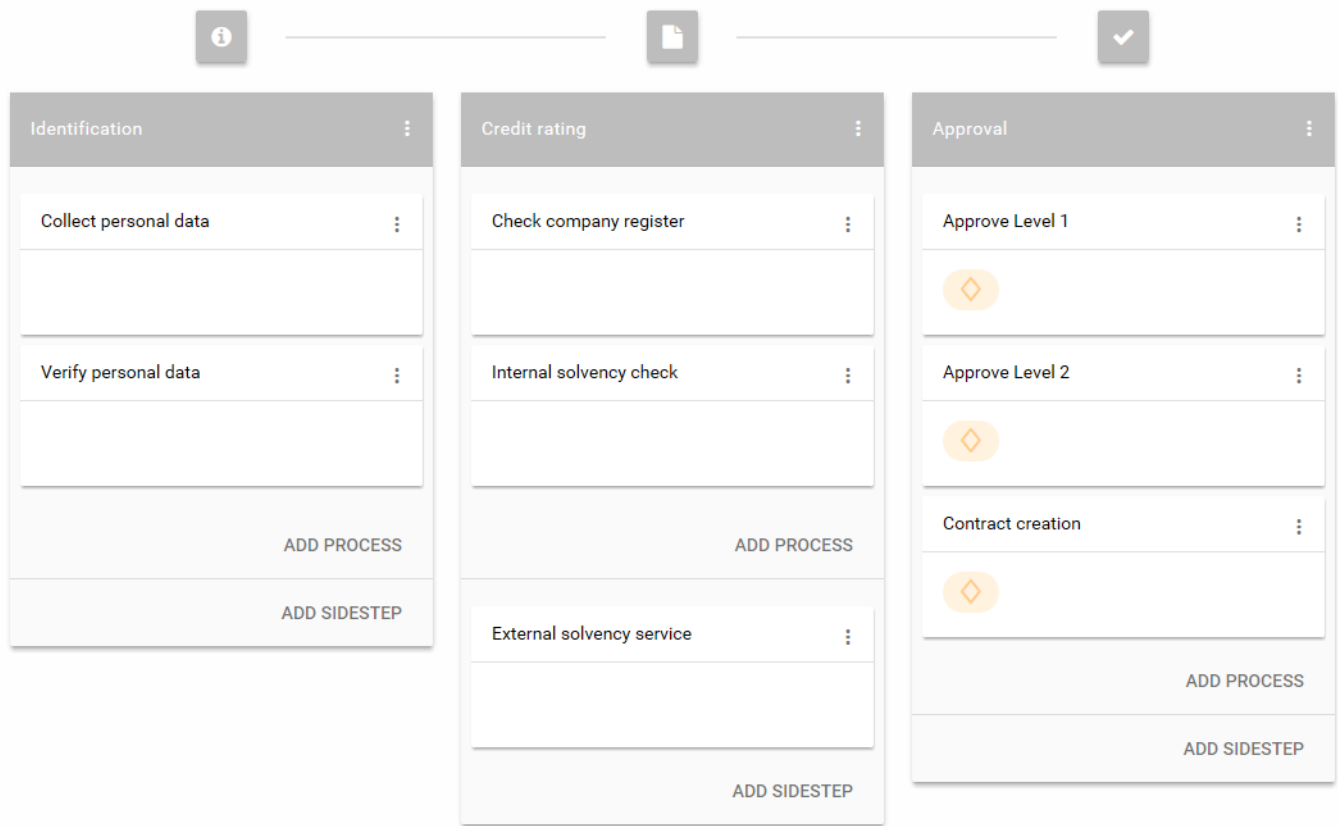 Identification
Collect personal data
Verify personal data
ADD PROCESS
ADD SIDESTEP
Credit rating
Check company register
Internal solvency check
ADD PROCESS
External solvency service
ADD SIDESTEP
Approval
Approve Level 1
Approve Level 2
Contract creation
ADD PROCESS
ADD SIDESTEP